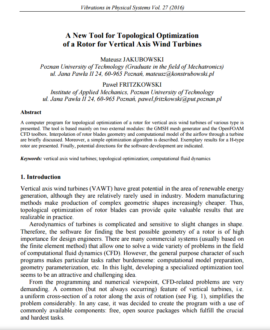 Vibrations in Physical Systems Vol. 27 (2016)
A New Tool for Topological Optimization
of a Rotor for Vertical Axis Wind Turbines
Mateusz JAKUBOWSKI
Poznan University of Technology (Graduate in the field of Mechatronics)
ul. Jana Pawła II 24, 60-965 Poznań, mateusz@konstrubowski.pl
Paweł FRITZKOWSKI
Institute of Applied Mechanics, Poznan University of Technology
ul. Jana Pawła II 24, 60-965 Poznań, pawel.fritzkowski@put.poznan.pl
Abstract
A computer program for topological optimization of a rotor for vertical axis wind turbines of various type is
presented. The tool is based mainly on two external modules: the GMSH mesh generator and the OpenFOAM
CFD toolbox. Interpolation of rotor blades geometry and computational model of the airflow through a turbine
are briefly discussed. Moreover, a simple optimization algorithm is described. Exemplary results for a H-type
rotor are presented. Finally, potential directions for the software development are indicated.
Keywords: vertical axis wind turbines; topological optimization; computational fluid dynamics
1. Introduction
Vertical axis wind turbines (VAWT) have great potential in the area of renewable energy
generation, although they are relatively rarely used in industry. Modern manufacturing
methods make production of complex geometric shapes increasingly cheaper. Thus,
topological optimization of rotor blades can provide quite valuable results that are
realizable in practice.
Aerodynamics of turbines is complicated and sensitive to slight changes in shape.
Therefore, the software for finding the best possible geometry of a rotor is of high
importance for design engineers. There are many commercial systems (usually based on
the finite element method) that allow one to solve a wide variety of problems in the field
of computational fluid dynamics (CFD). However, the general purpose character of such
programs makes particular tasks rather burdensome: computational model preparation,
geometry parameterization, etc. In this light, developing a specialized optimization tool
seems to be an attractive and challenging idea.
From the programming and numerical viewpoint, CFD-related problems are very
demanding. A common (but not always occurring) feature of vertical turbines, i.e.
a uniform cross-section of a rotor along the axis of rotation (see Fig. 1), simplifies the
problem considerably. In any case, it was decided to create the program with a use of
commonly available components: free, open source packages which fulfill the crucial
and hardest tasks.